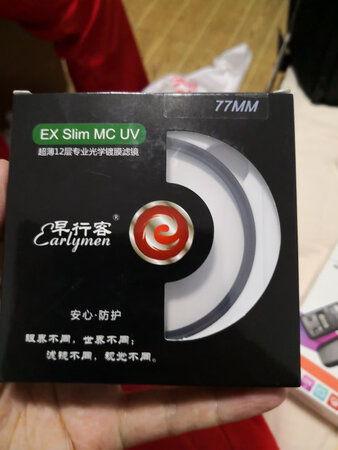 77MM
EX Slim MC UV
超薄12层专业光学镀膜滤镜
早行客®
Earlymen
安心·防护
眼界不同,世界不同;
滤镜不同,视光不同。